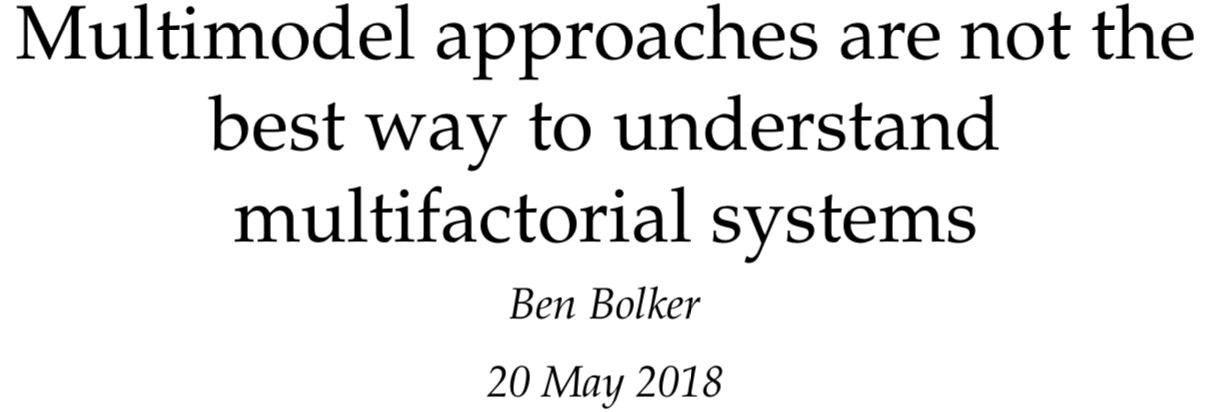 Multimodel approaches are not the
best way to understand
multifactorial systems
Ben Bolker
20 May 2018